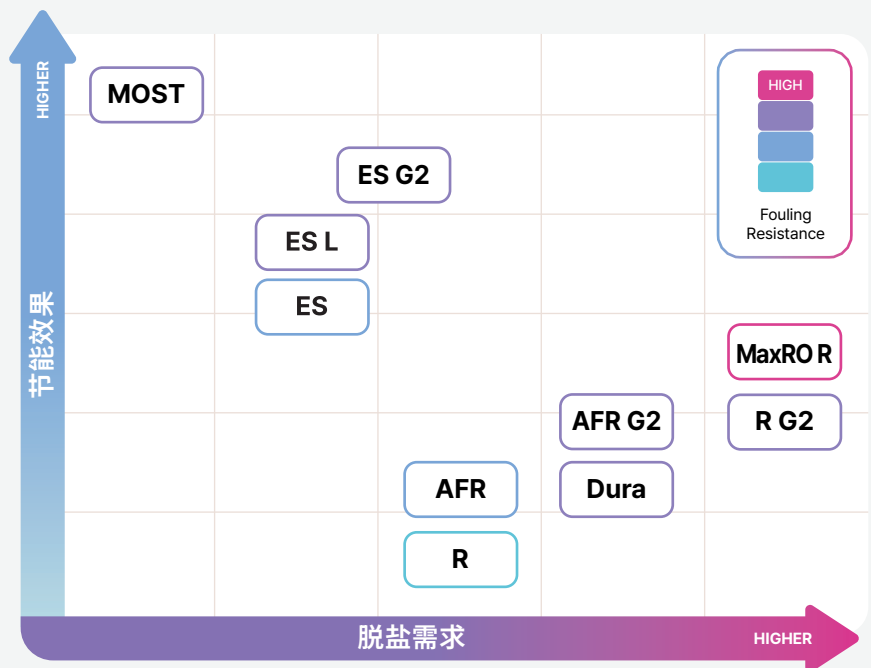 HIGHER
节能效果
MOST
ES G2
ES L
ES
HIGH
Fouling
Resistance
MaxRO R
AFR G2
R G2
AFR
Dura
R
脱盐需求
HIGHER